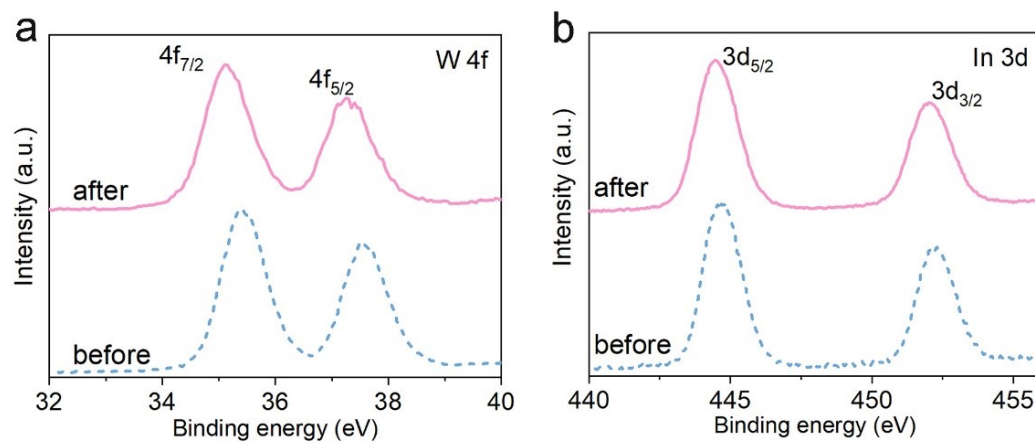 a
W 4f
4f7/2
4f5/2
after
before
Intensity (a.u.)
32 34 36 38 40
Binding energy (eV)
b
In 3d
3d5/2
3d3/2
after
before
Intensity (a.u.)
440 445 450 455
Binding energy (eV)